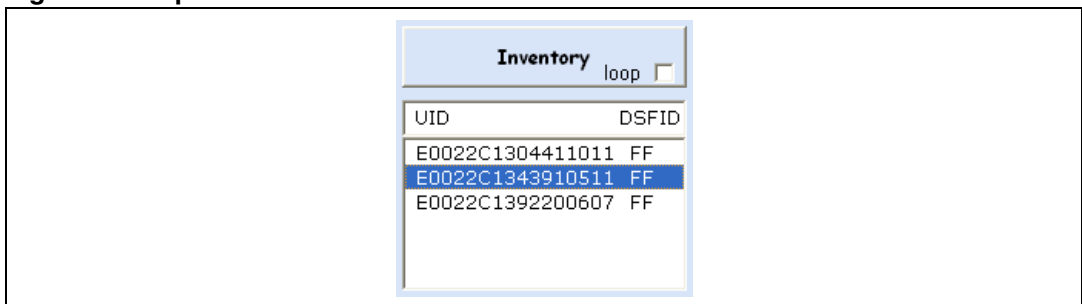 Inventory
loop
UID DSFID
E0022C1304411011 FF
E0022C1343910511 FF
E0022C1392200607 FF